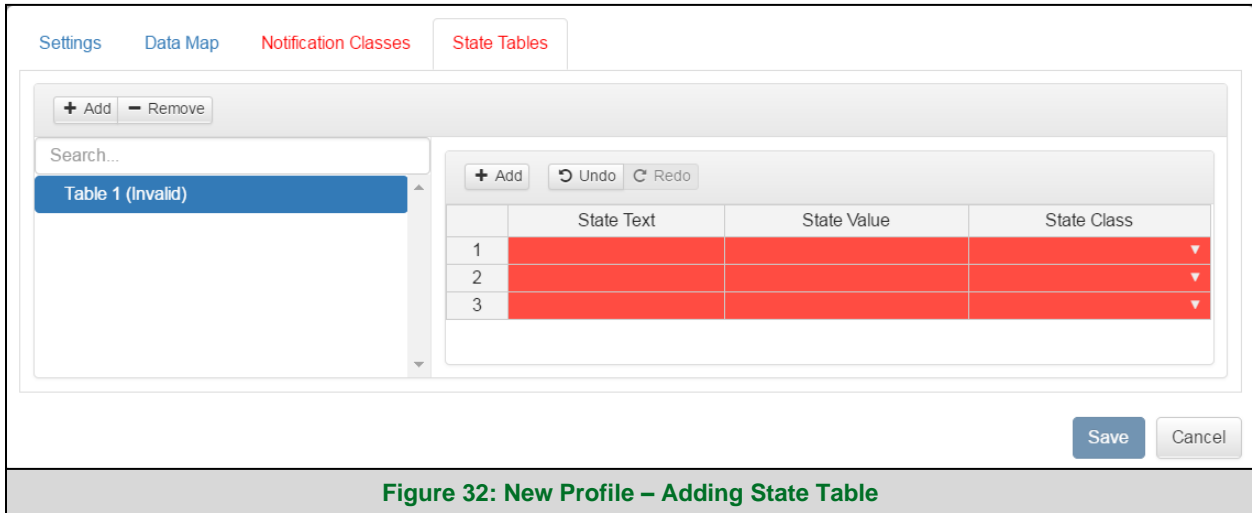 Settings Data Map Notification Classes State Tables
Add Remove
Search...
Table 1 (Invalid)
Add Undo Redo
State Text State Value State Class
1
2
3
Save Cancel
Figure 32: New Profile – Adding State Table